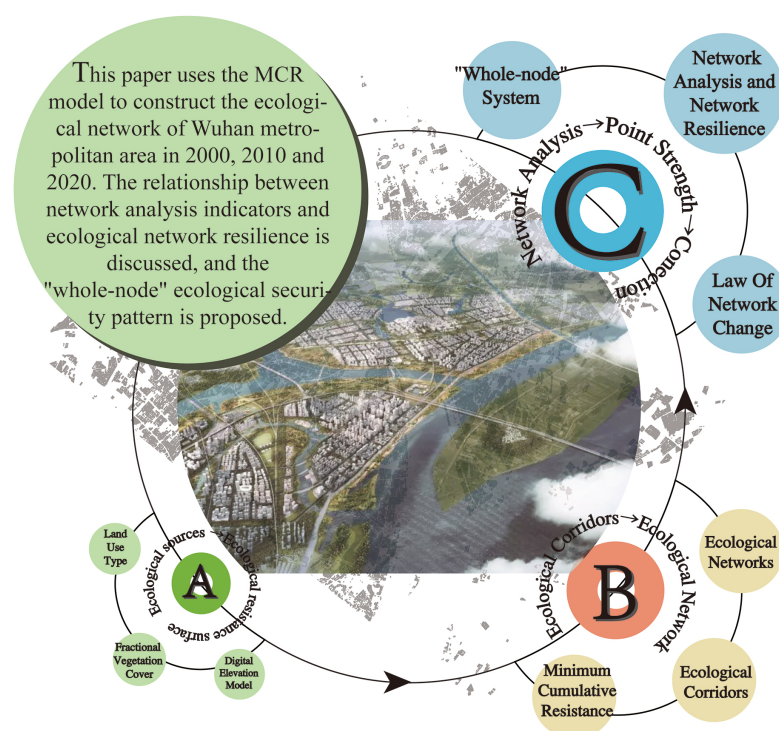 This paper uses the MCR
model to construct the ecologi-
cal network of Wuhan metro-
politan area in 2000, 2010 and
2020. The relationship between
network analysis indicators and
ecological network resilience is
discussed, and the
"whole-node" ecological securi-
ty pattern is proposed.
"Whole-node"
System
Network
Analysis and
Network
Resilience
Network Analysis→Point Strength→Conection
C
Law Of
Network
Change
Land
Use
Type
Ecological sources→Ecological resistance surface
A
Fractional
Vegetation
Cover
Digital
Elevation
Model
Ecological Corridors→Ecological Network
B
Ecological
Networks
Minimum
Cumulative
Resistance
Ecological
Corridors